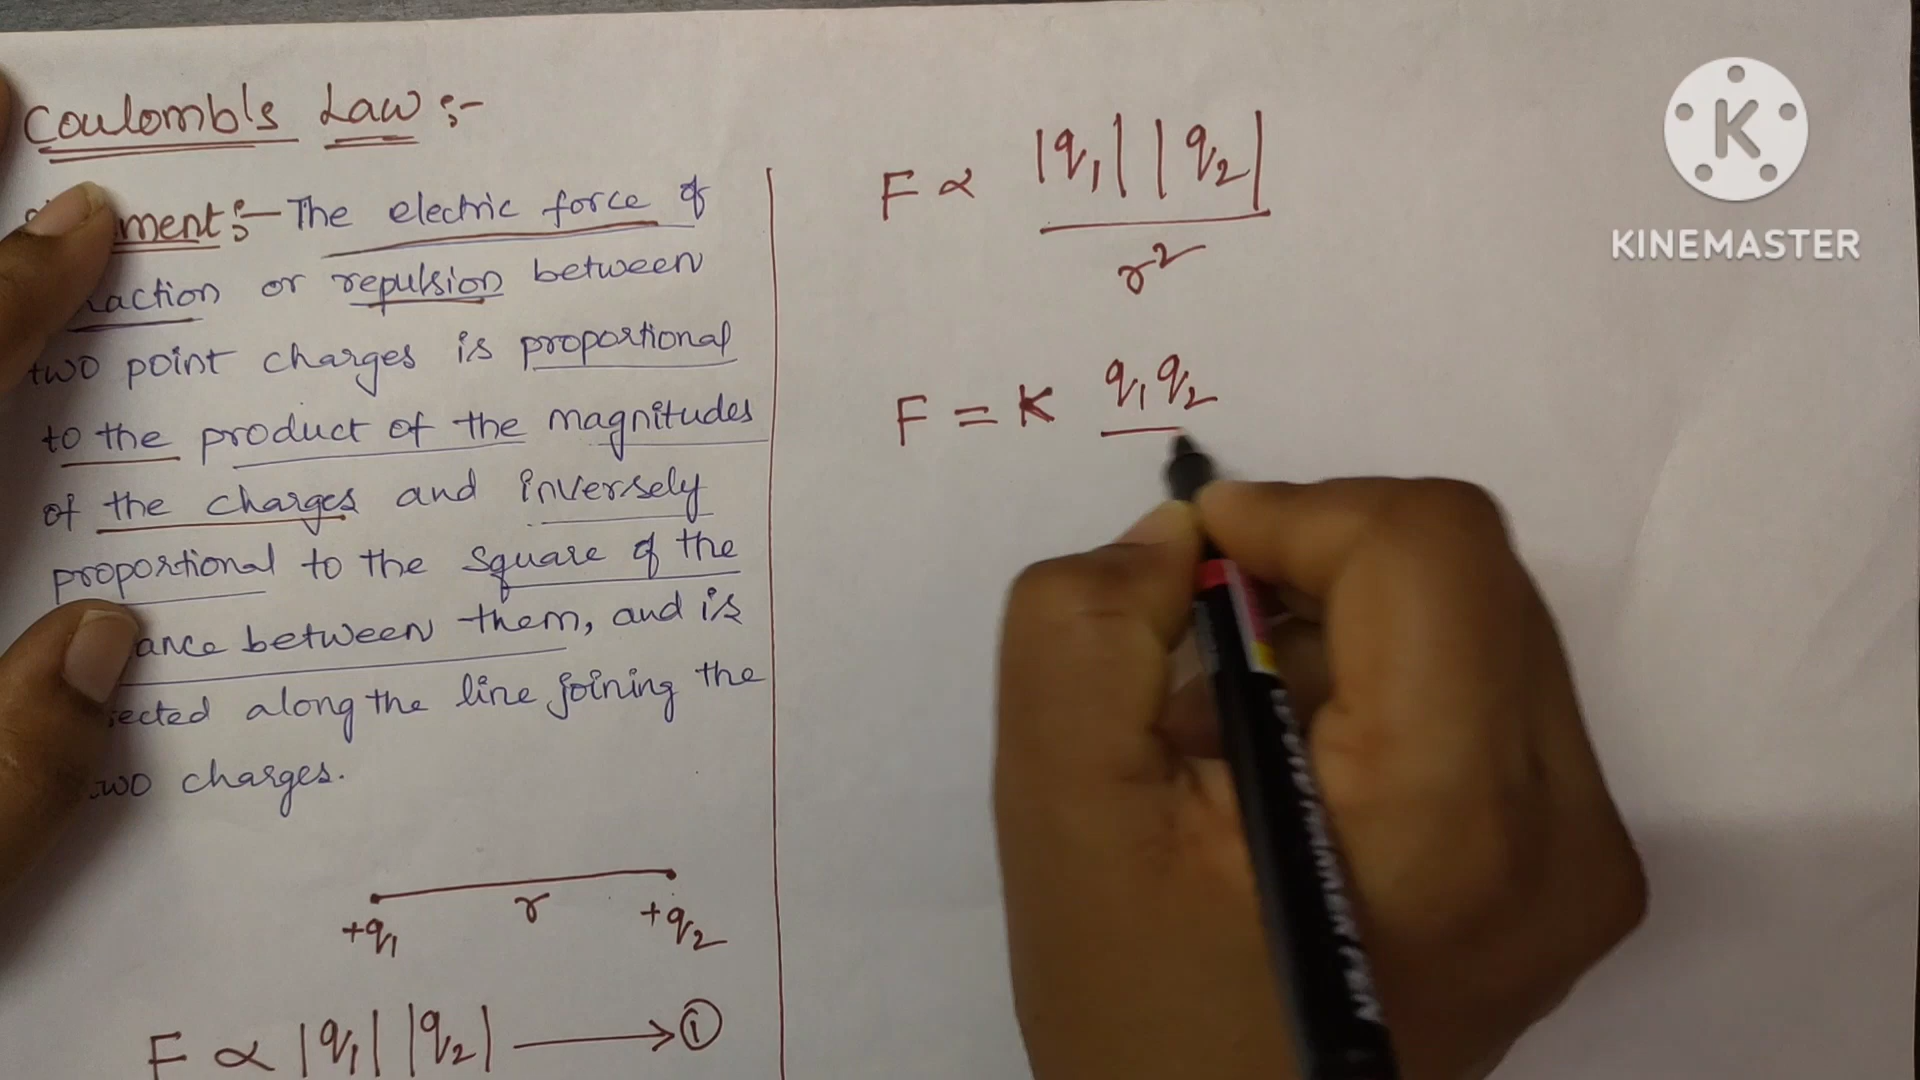 Coulomb's Law :-
ment :- The electric force of
action or repulsion between
two point charges is proportional
to the product of the magnitudes
of the charges and inversely
proportional to the square of the
ance between them, and is
ected along the line joining the
wo charges.
+q₁ r +q₂
F ∝ |q₁| |q₂| ⟶ ①
F ∝ |q₁| |q₂| / r²
F = K q₁q₂
K
KINEMASTER